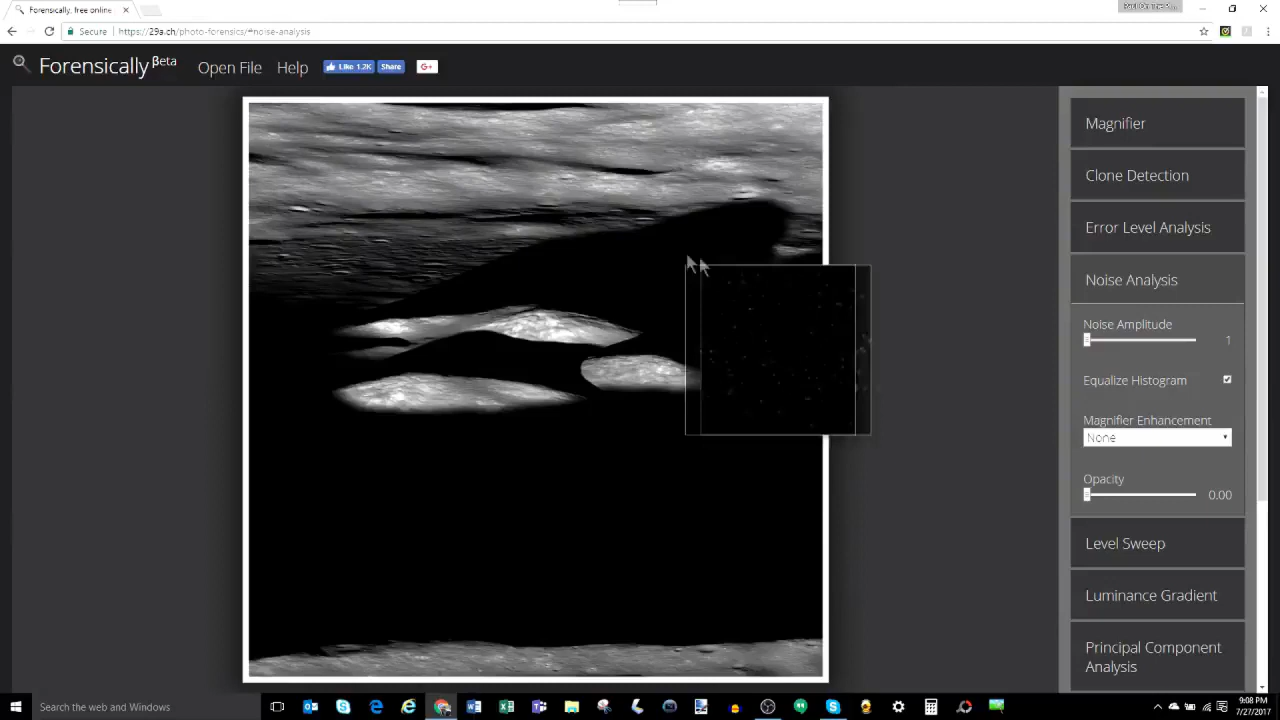 Forensically, free online
Secure
https://29a.ch/photo-forensics/#noise-analysis
Forensically Beta
Open File
Help
Like 1.2K
Share
G+
Magnifier
Clone Detection
Error Level Analysis
Noise Analysis
Noise Amplitude
1
Equalize Histogram
Magnifier Enhancement
None
Opacity
0.00
Level Sweep
Luminance Gradient
Principal Component
Analysis
Search the web and Windows
9:08 PM
7/27/2017